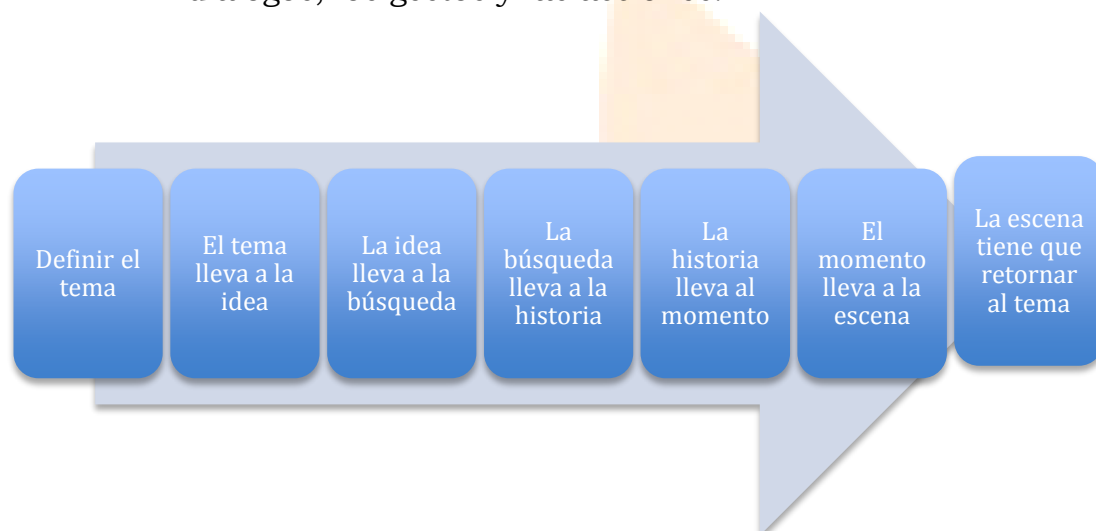 Definir el
tema
El tema
lleva a la
idea
La idea
lleva a la
búsqueda
La
búsqueda
lleva a la
historia
La
historia
lleva al
momento
El
momento
lleva a la
escena
La escena
tiene que
retornar
al tema